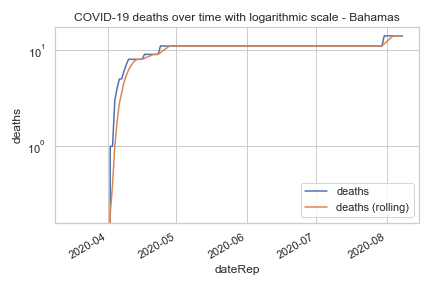 COVID-19 deaths over time with logarithmic scale - Bahamas
10¹
10⁰
deaths
deaths
deaths (rolling)
2020-04
2020-05
2020-06
2020-07
2020-08
dateRep